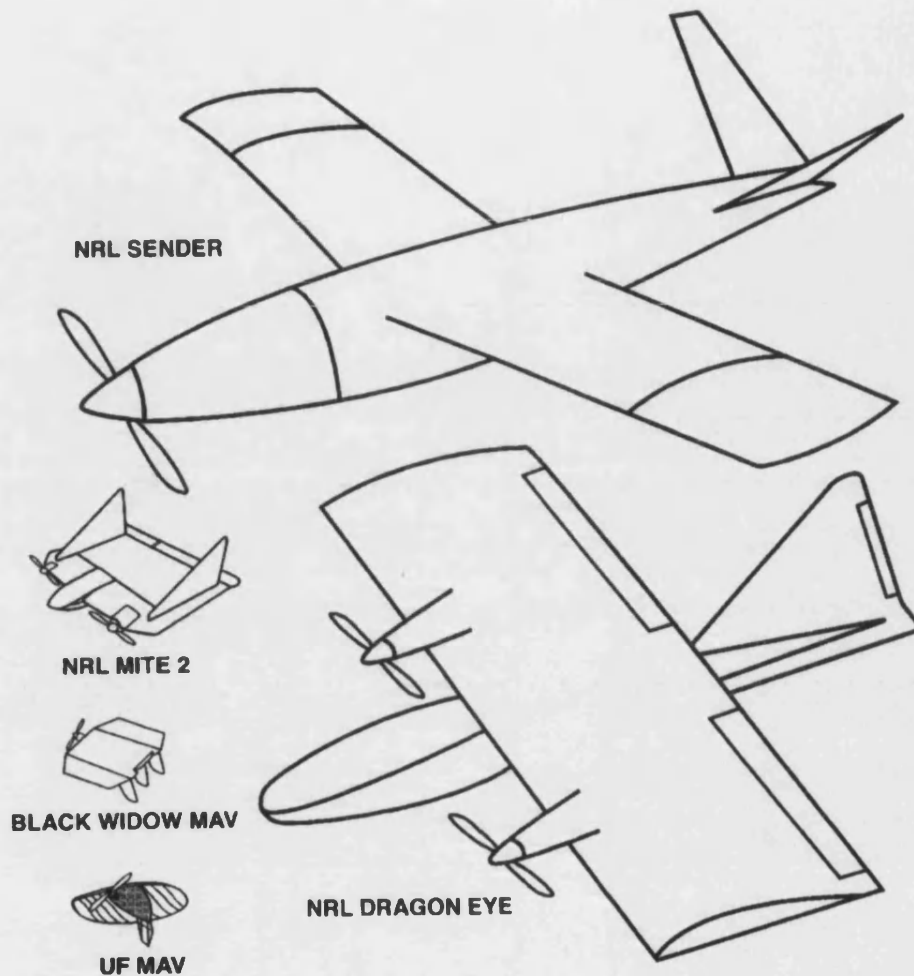 NRL SENDER
NRL MITE 2
BLACK WIDOW MAV
NRL DRAGON EYE
UF MAV